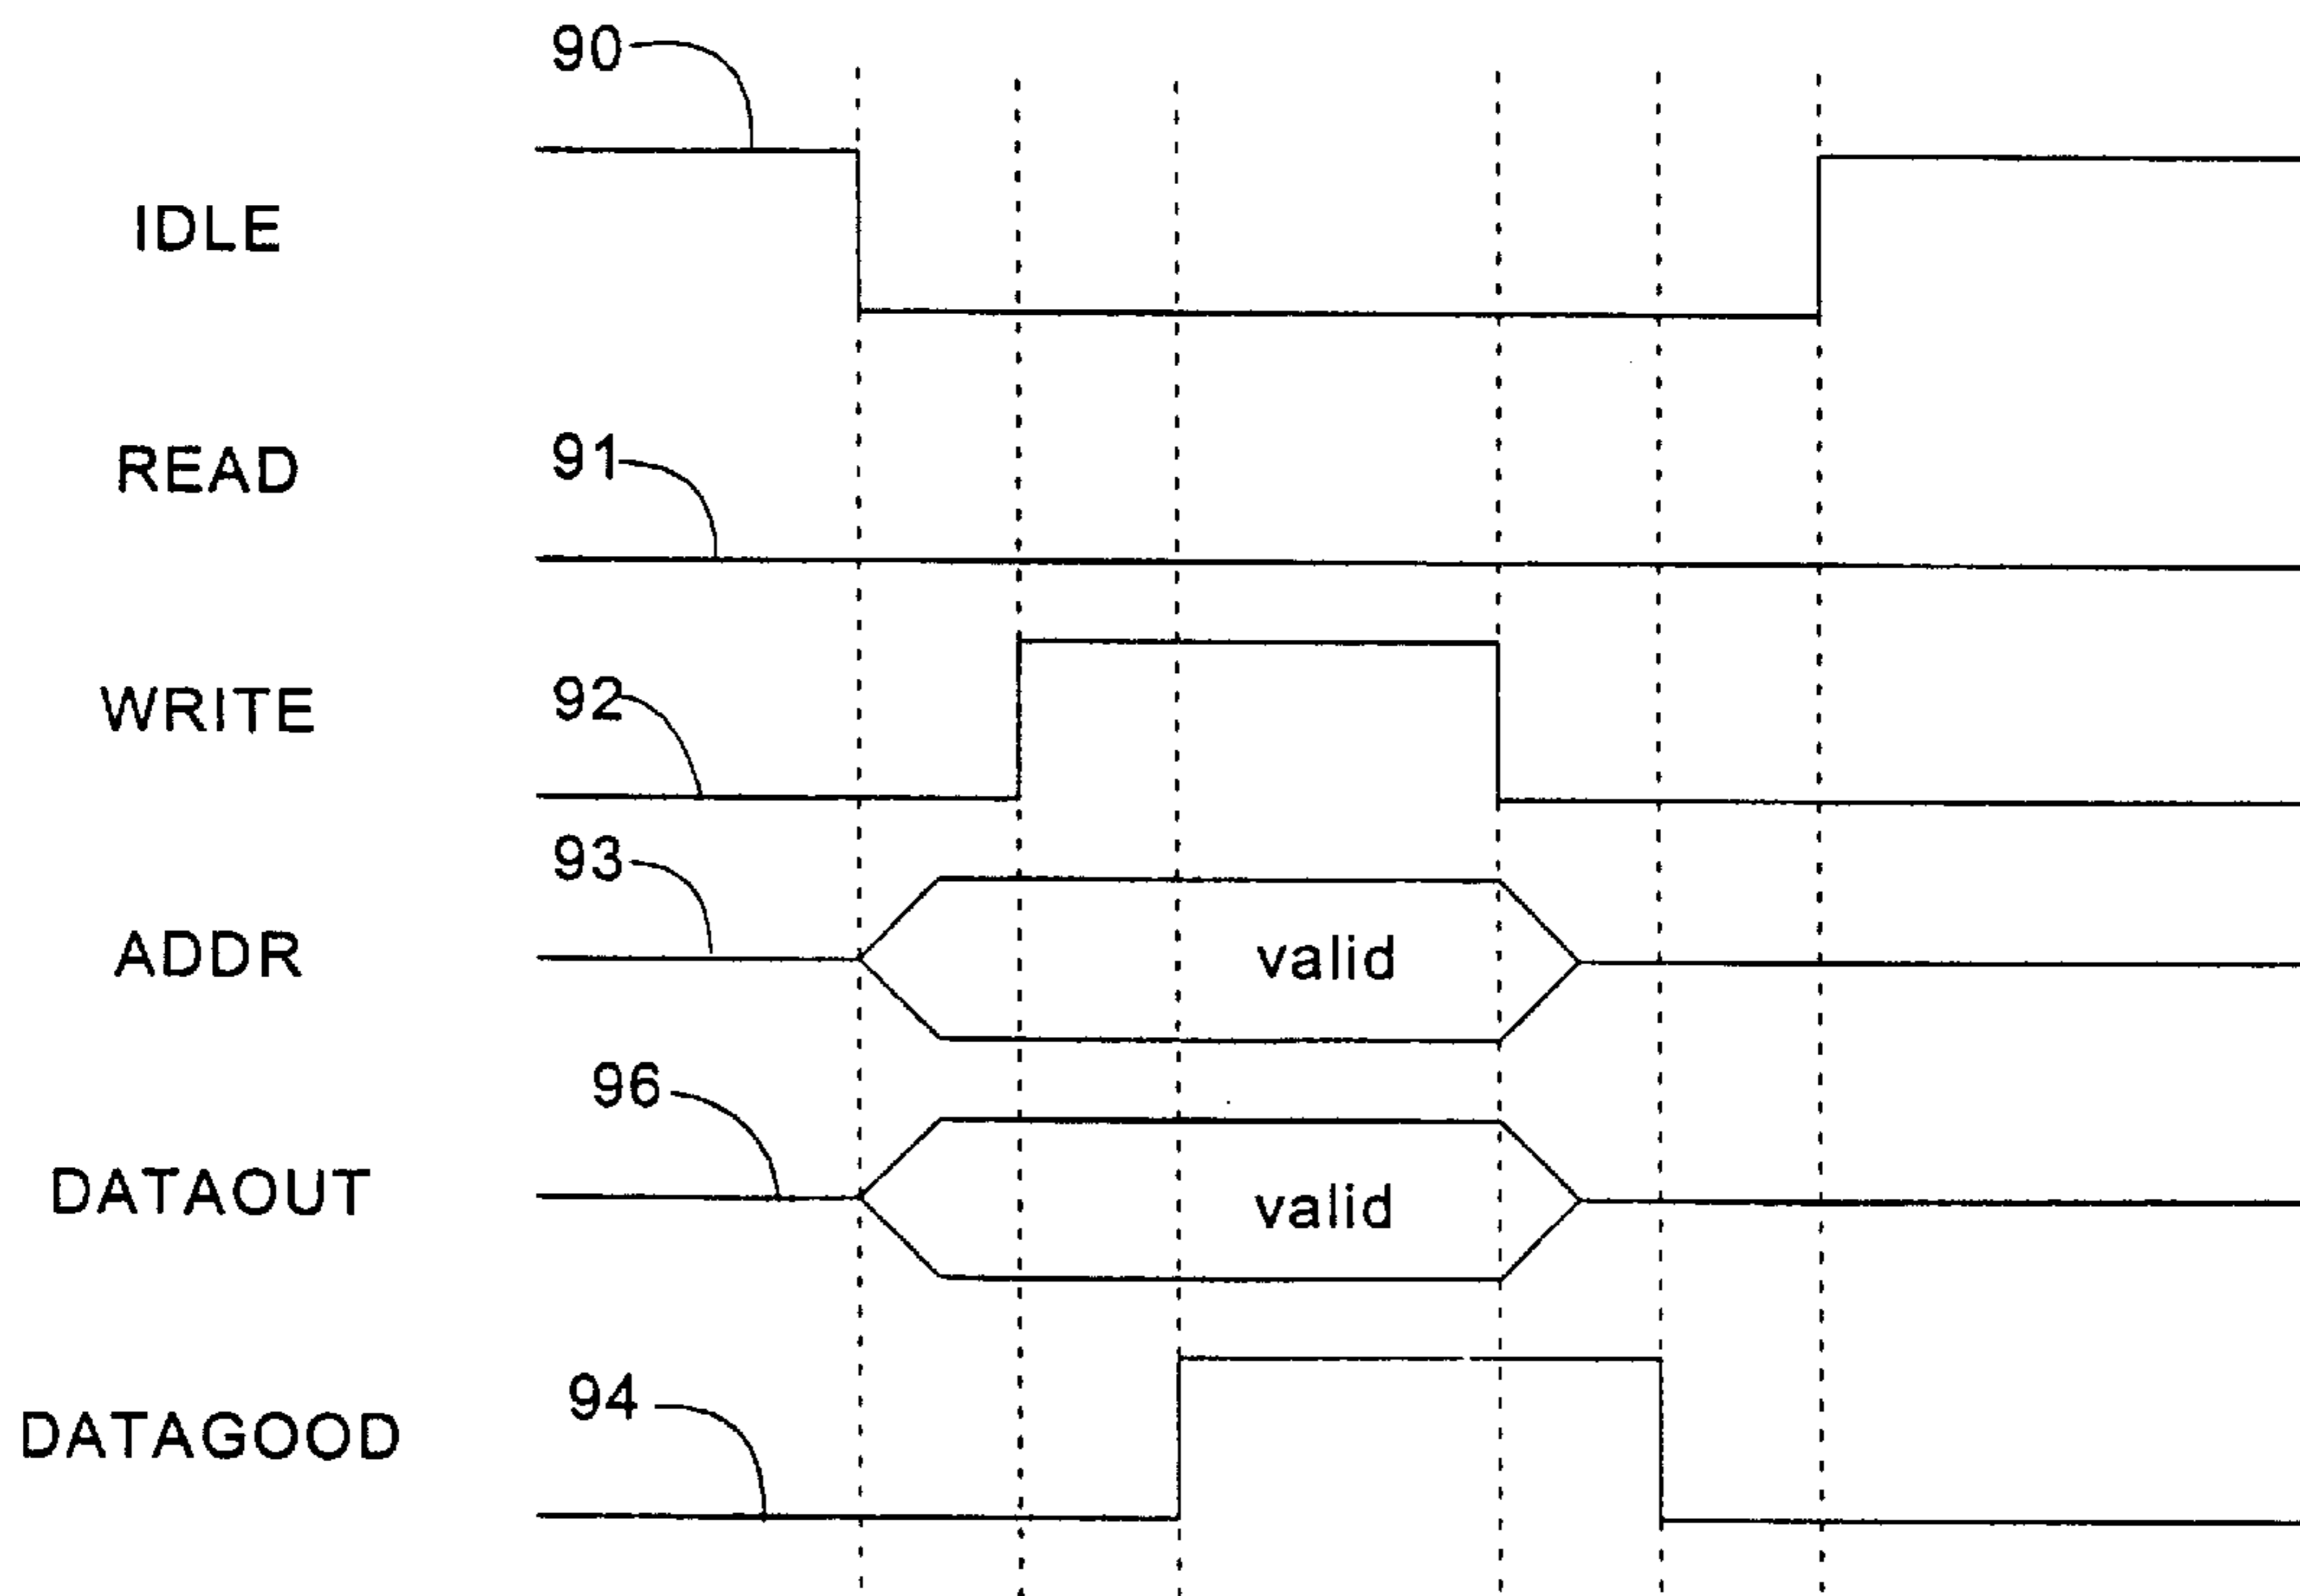 90
IDLE
READ 91
WRITE 92
93
ADDR valid
96
DATAOUT valid
94
DATAGOOD